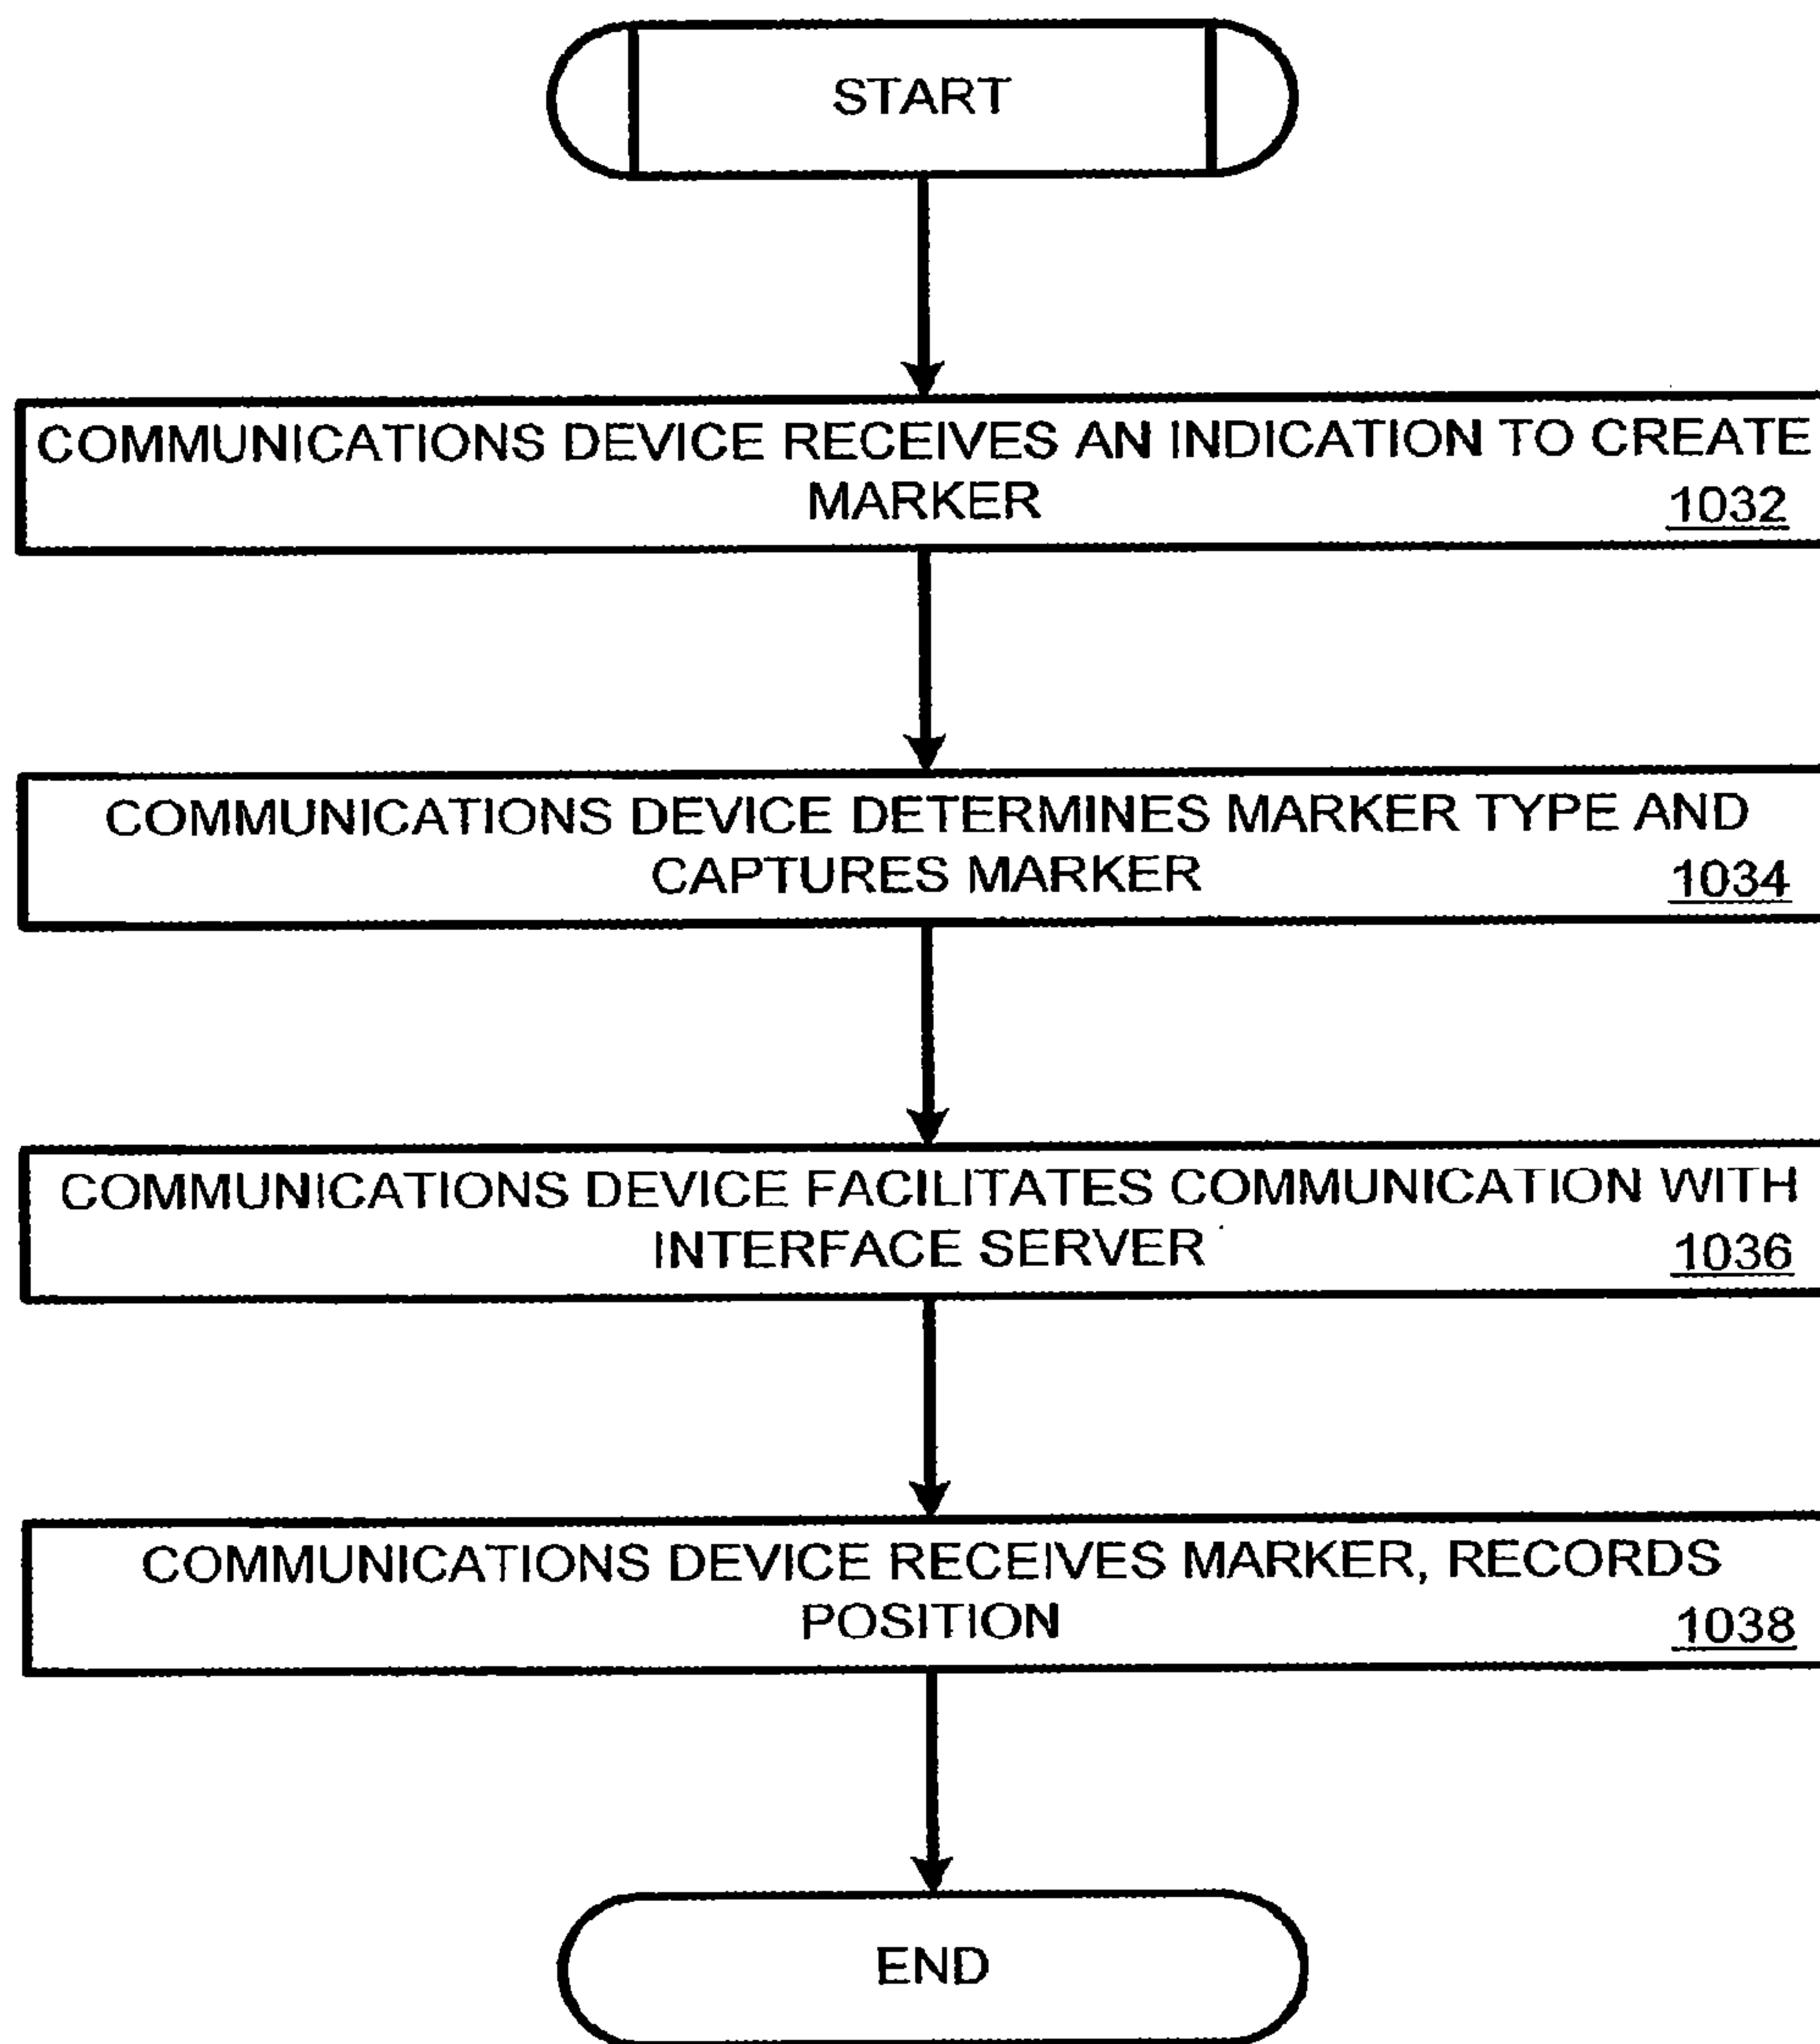 START
COMMUNICATIONS DEVICE RECEIVES AN INDICATION TO CREATE
MARKER
1032
COMMUNICATIONS DEVICE DETERMINES MARKER TYPE AND
CAPTURES MARKER
1034
COMMUNICATIONS DEVICE FACILITATES COMMUNICATION WITH
INTERFACE SERVER
1036
COMMUNICATIONS DEVICE RECEIVES MARKER, RECORDS
POSITION
1038
END